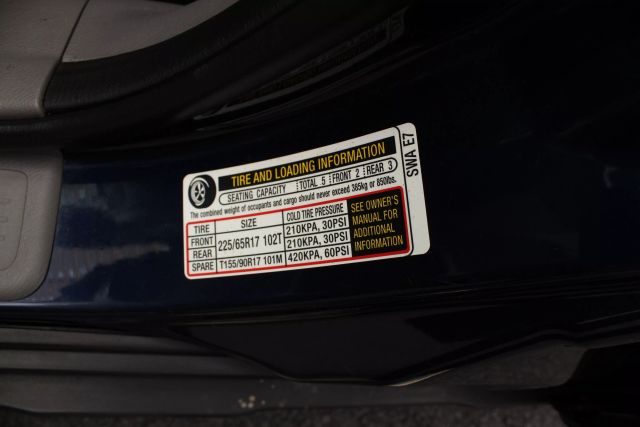 TIRE AND LOADING INFORMATION
SEATING CAPACITY TOTAL 5 FRONT 2 REAR 3
The combined weight of occupants and cargo should never exceed 385kg or 850lbs.
TIRE SIZE COLD TIRE PRESSURE
FRONT 225/65R17 102T 210KPA, 30PSI
REAR 210KPA, 30PSI
SPARE T155/90R17 101M 420KPA, 60PSI
SEE OWNER'S
MANUAL FOR
ADDITIONAL
INFORMATION
SWA E7